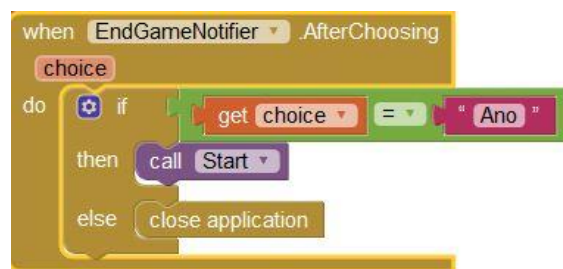 when EndGameNotifier .AfterChoosing
choice
do if get choice = " Ano "
then call Start
else close application